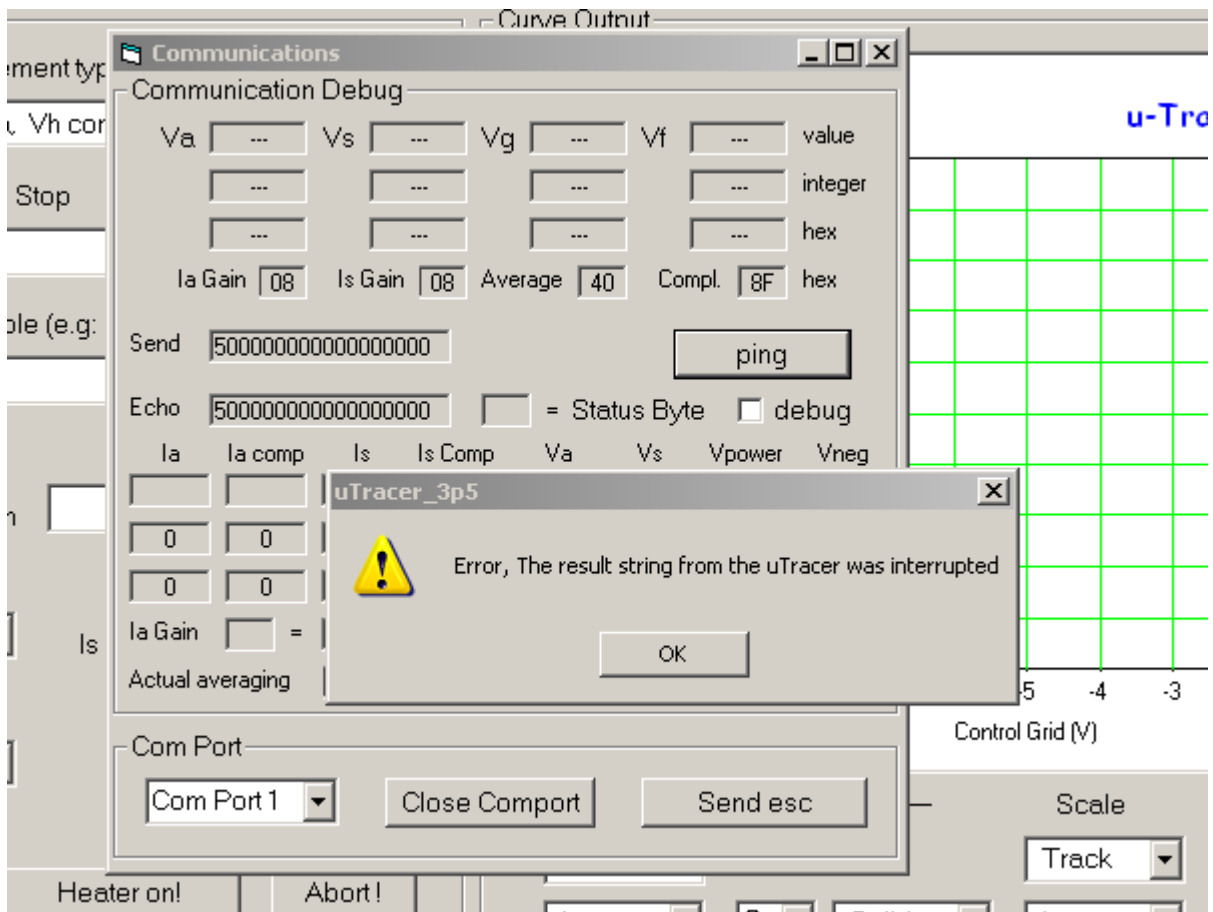 Curve Output
Communications
ement typ
Communication Debug
u-Tra
Va --- Vs --- Vg --- Vf --- value
Vh cor
--- --- --- --- integer
Stop
--- --- --- --- hex
Ia Gain 08 Is Gain 08 Average 40 Compl. 8F hex
ble (e.g:
Send 500000000000000000 ping
Echo 500000000000000000 = Status Byte debug
Ia Ia comp Is Is Comp Va Vs Vpower Vneg
uTracer_3p5
0 0
Error, The result string from the uTracer was interrupted
0 0
Ia Gain =
Is
OK
Actual averaging
-5 -4 -3
Control Grid (V)
Com Port
Com Port 1 Close Comport Send esc
Scale
Track
Heater on! Abort !